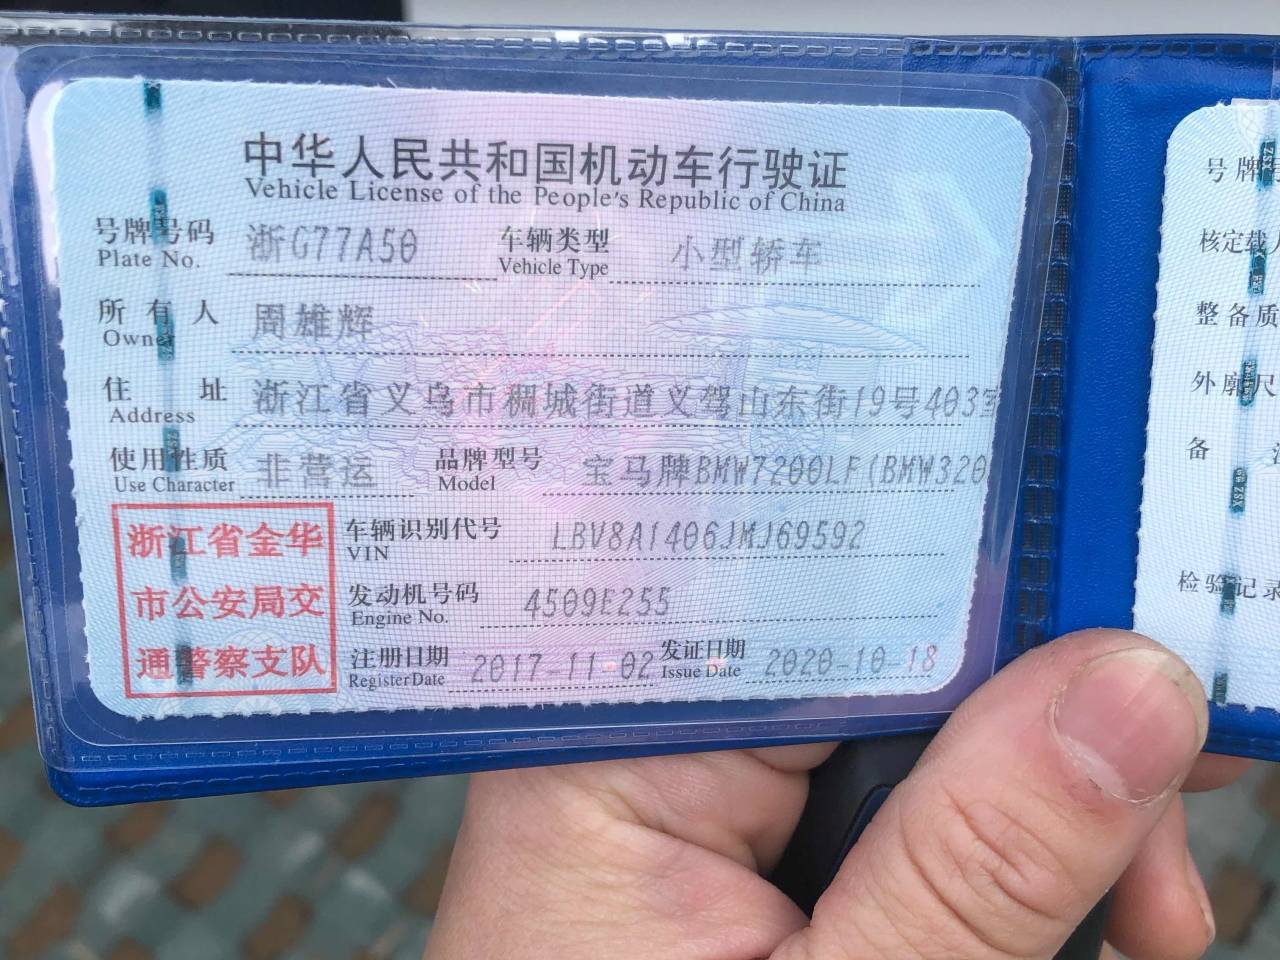 中华人民共和国机动车行驶证
Vehicle License of the People's Republic of China
号牌号码 浙G77A50 车辆类型 小型轿车
Plate No. Vehicle Type
所有人 周雄辉
Owner
住址 浙江省义乌市稠城街道义驾山东街19号403室
Address
使用性质 非营运 品牌型号 宝马牌BMW7200LF(BMW320
Use Character Model
浙江省金华
市公安局交
通警察支队
车辆识别代号 LBV8A1406JMJ69592
VIN
发动机号码 4509E255
Engine No.
注册日期 2017-11-02 发证日期 2020-10-18
Register Date Issue Date
号牌号
核定载人
整备质
外廓尺
备
检验记录